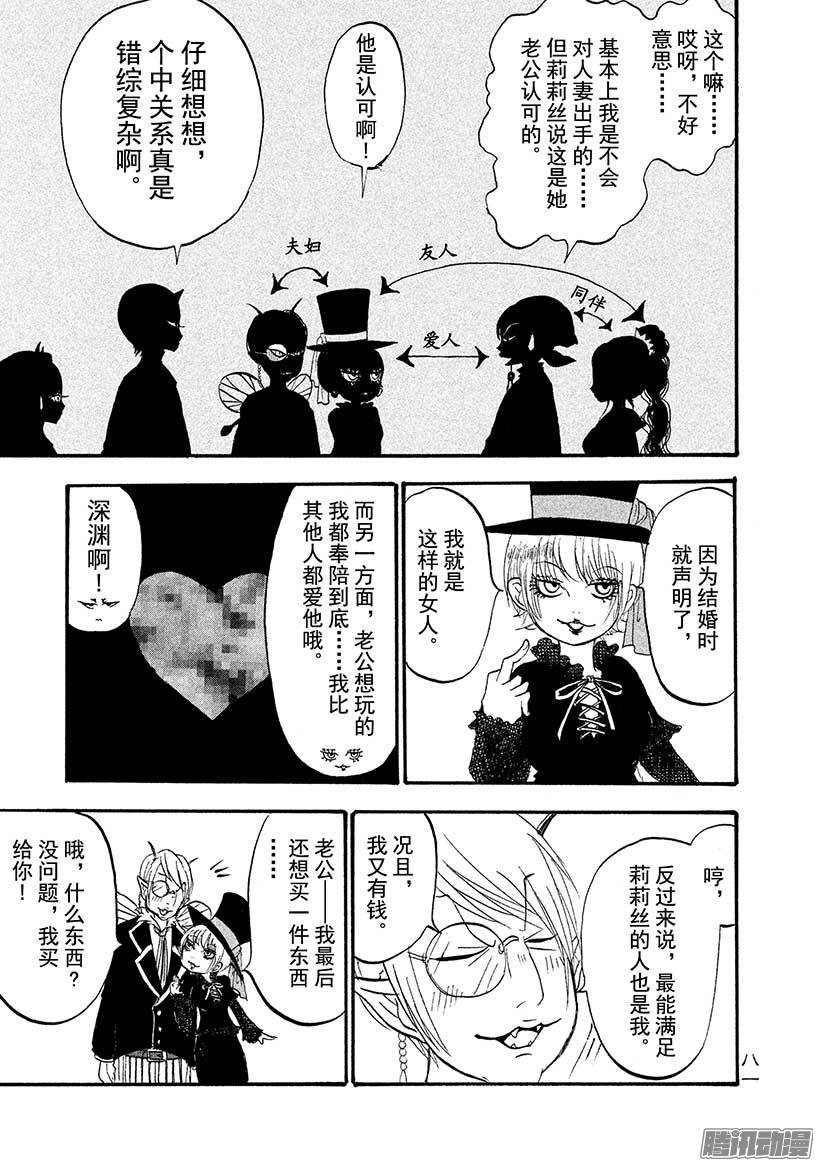 这个嘛……
哎呀，不好
意思……
基本上我是不会
对人妻出手的……
但莉莉丝说这是她
老公认可的。
他是认可啊！
仔细想想，
个中关系真是
错综复杂啊。
夫妇
友人
爱人
同伴
因为结婚时
就声明了，
我就是
这样的女人。
而另一方面，老公想玩的
我都奉陪到底……我比
其他人都爱他哦。
深渊啊！
哼，
反过来说，最能满足
莉莉丝的人也是我。
况且，
我又有钱。
老公——我最后
还想买一件东西
……
哦，什么东西？
没问题，我买
给你！
八一
腾讯动漫